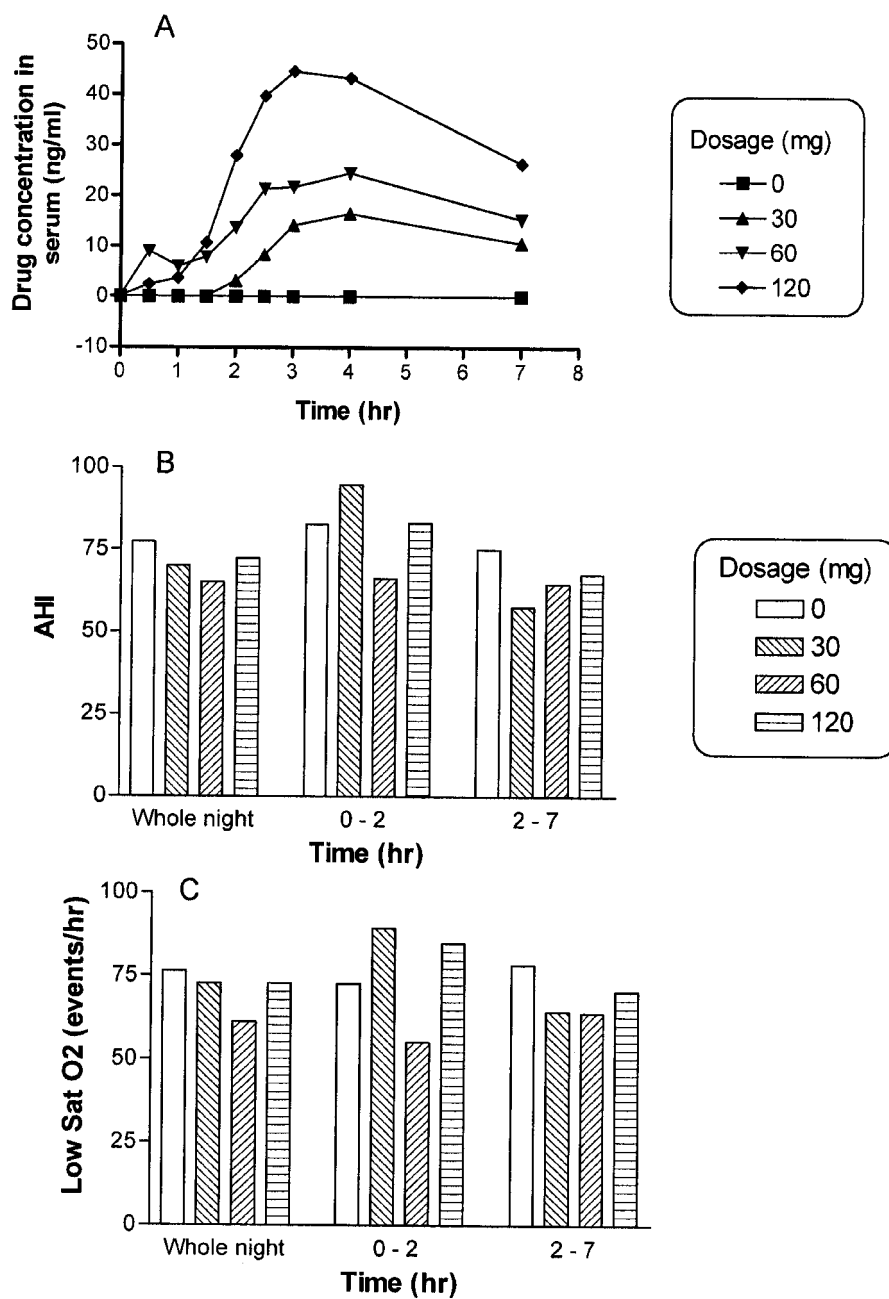 A
Drug concentration in
serum (ng/ml)
50
40
30
20
10
0
-10
0 1 2 3 4 5 6 7 8
Time (hr)
Dosage (mg)
0
30
60
120
B
AHI
100
75
50
25
0
Whole night 0 - 2 2 - 7
Time (hr)
Dosage (mg)
0
30
60
120
C
Low Sat O2 (events/hr)
100
75
50
25
0
Whole night 0 - 2 2 - 7
Time (hr)